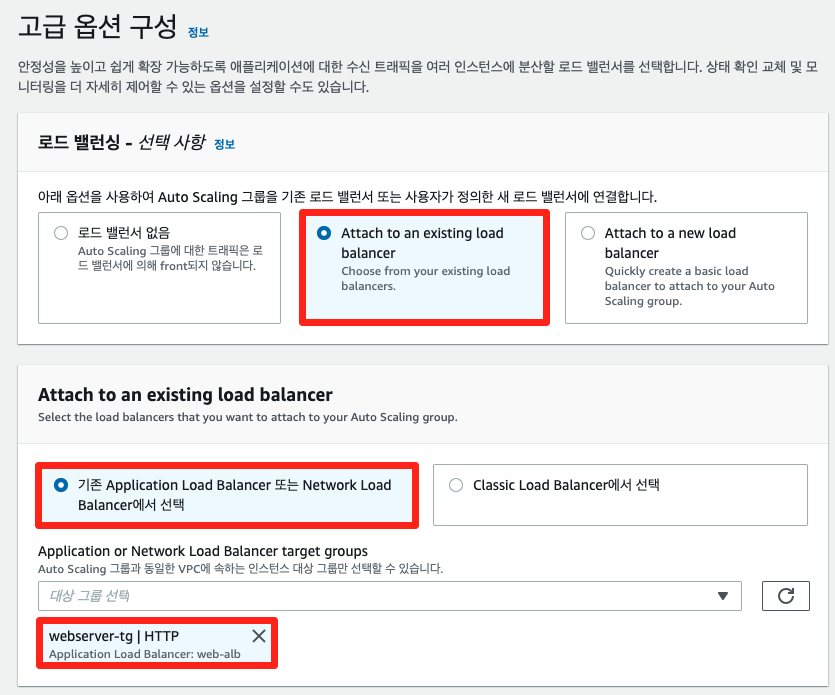 고급 옵션 구성 정보
안정성을 높이고 쉽게 확장 가능하도록 애플리케이션에 대한 수신 트래픽을 여러 인스턴스에 분산할 로드 밸런서를 선택합니다. 상태 확인 교체 및 모
니터링을 더 자세히 제어할 수 있는 옵션을 설정할 수도 있습니다.
로드 밸런싱 - 선택 사항 정보
아래 옵션을 사용하여 Auto Scaling 그룹을 기존 로드 밸런서 또는 사용자가 정의한 새 로드 밸런서에 연결합니다.
로드 밸런서 없음
Auto Scaling 그룹에 대한 트래픽은 로
드 밸런서에 의해 front되지 않습니다.
Attach to an existing load
balancer
Choose from your existing load
balancers.
Attach to a new load
balancer
Quickly create a basic load
balancer to attach to your Auto
Scaling group.
Attach to an existing load balancer
Select the load balancers that you want to attach to your Auto Scaling group.
기존 Application Load Balancer 또는 Network Load
Balancer에서 선택
Classic Load Balancer에서 선택
Application or Network Load Balancer target groups
Auto Scaling 그룹과 동일한 VPC에 속하는 인스턴스 대상 그룹만 선택할 수 있습니다.
대상 그룹 선택
webserver-tg | HTTP
Application Load Balancer: web-alb